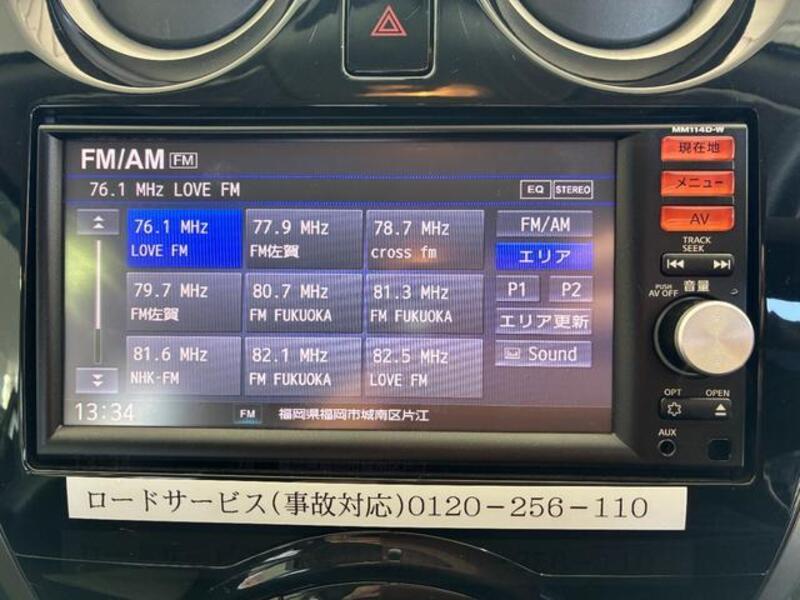 MM114D-W
FM/AM FM
現在地
76.1 MHz LOVE FM EQ STEREO
メニュー
AV
76.1 MHz 77.9 MHz 78.7 MHz FM/AM
LOVE FM FM佐賀 cross fm エリア
TRACK
SEEK
79.7 MHz 80.7 MHz 81.3 MHz P1 P2
FM佐賀 FM FUKUOKA FM FUKUOKA エリア更新
PUSH
AV OFF 音量
81.6 MHz 82.1 MHz 82.5 MHz Sound
NHK-FM FM FUKUOKA LOVE FM
OPT OPEN
13:34 FM 福岡県福岡市城南区片江
AUX
ロードサービス(事故対応)0120-256-110